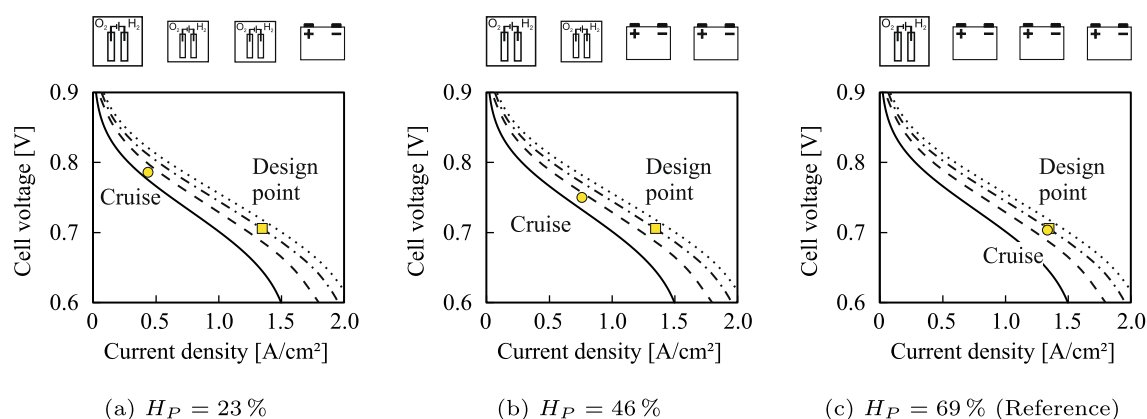 O₂ H₂ O₂ H₂ O₂ H₂ + −
O₂ H₂ O₂ H₂ + − + −
O₂ H₂ + − + − + −
0.9
0.8
0.7
0.6
Cell voltage [V]
Design
point
Cruise
0 0.5 1.0 1.5 2.0
Current density [A/cm²]
(a) H_P = 23 %
0.9
0.8
0.7
0.6
Cell voltage [V]
Design
point
Cruise
0 0.5 1.0 1.5 2.0
Current density [A/cm²]
(b) H_P = 46 %
0.9
0.8
0.7
0.6
Cell voltage [V]
Design
point
Cruise
0 0.5 1.0 1.5 2.0
Current density [A/cm²]
(c) H_P = 69 % (Reference)